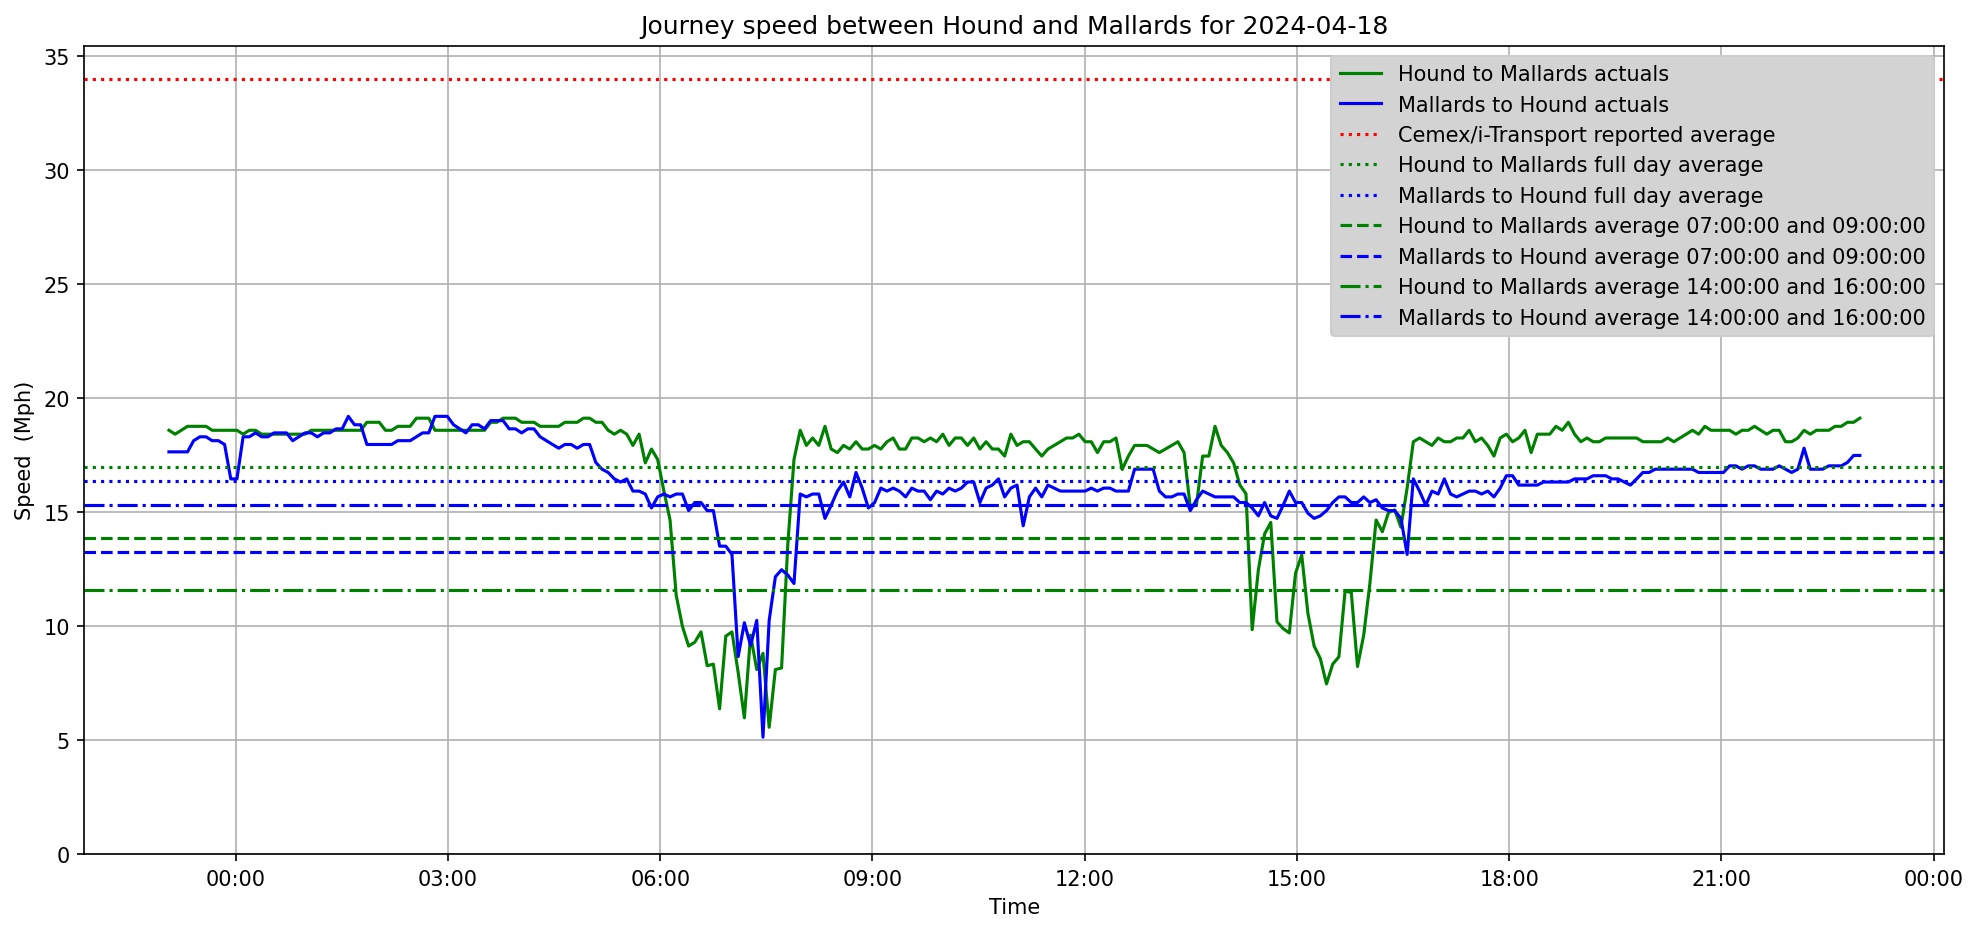 Journey speed between Hound and Mallards for 2024-04-18
35
30
25
20
15
10
5
0
Speed (Mph)
Hound to Mallards actuals
Mallards to Hound actuals
Cemex/i-Transport reported average
Hound to Mallards full day average
Mallards to Hound full day average
Hound to Mallards average 07:00:00 and 09:00:00
Mallards to Hound average 07:00:00 and 09:00:00
Hound to Mallards average 14:00:00 and 16:00:00
Mallards to Hound average 14:00:00 and 16:00:00
00:00 03:00 06:00 09:00 12:00 15:00 18:00 21:00 00:00
Time